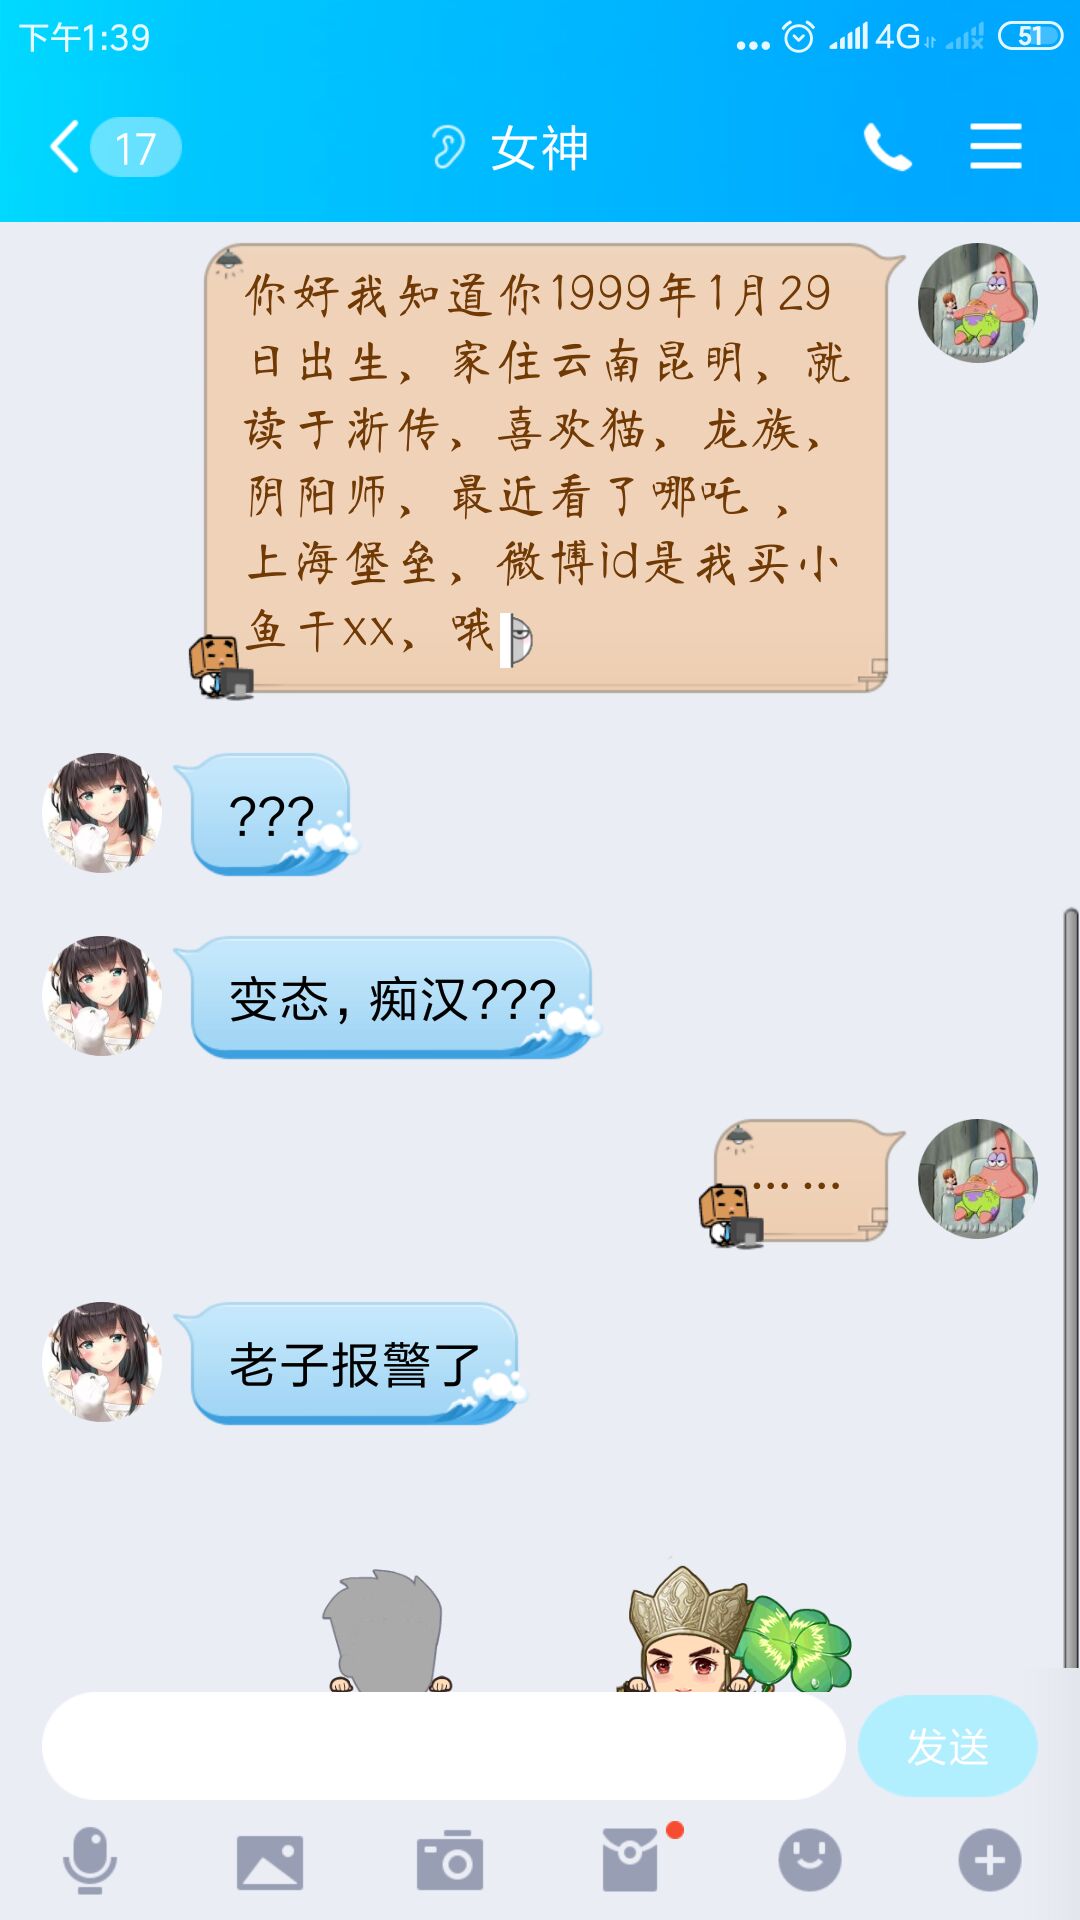 下午1:39
4G
51
17
女神
你好我知道你1999年1月29
日出生，家住云南昆明，就
读于浙传，喜欢猫，龙族，
阴阳师，最近看了哪吒，
上海堡垒，微博id是我买小
鱼干xx，哦
???
变态，痴汉???
……
老子报警了
发送